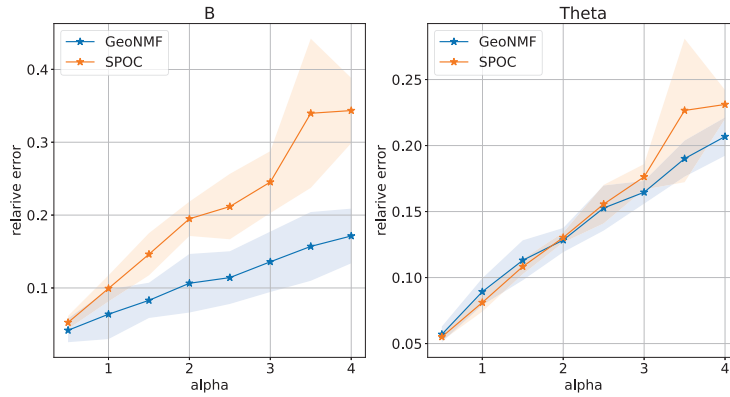 B
GeoNMF
SPOC
0.4
0.3
0.2
0.1
relarive error
1
2
3
4
alpha
Theta
GeoNMF
SPOC
0.25
0.20
0.15
0.10
0.05
relarive error
1
2
3
4
alpha